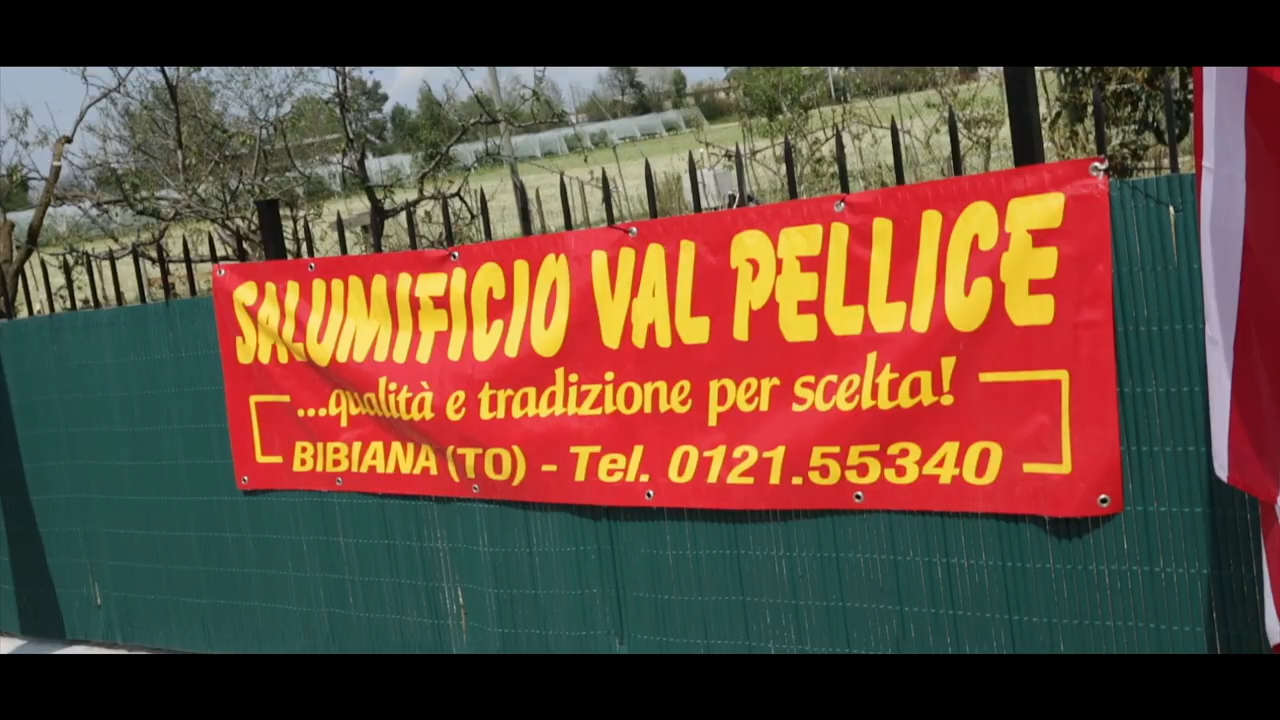 SALUMIFICIO VAL PELLICE
...qualità e tradizione per scelta!
BIBIANA (TO) - Tel. 0121.55340